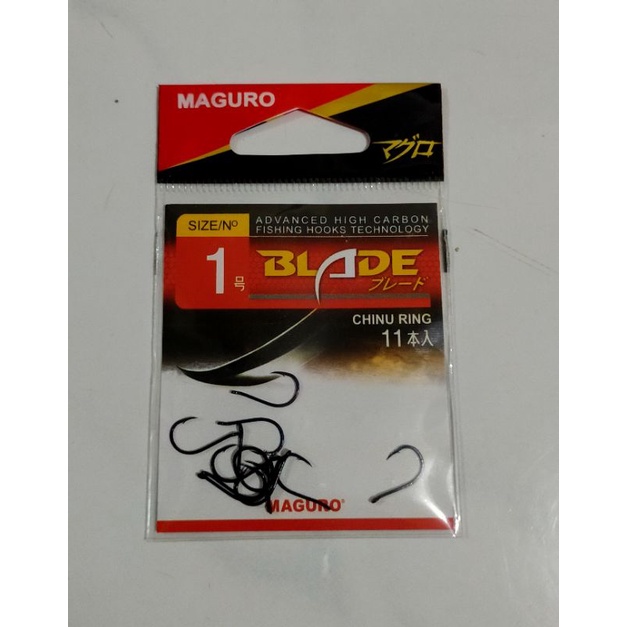 MAGURO
マグロ
SIZE/Nº
ADVANCED HIGH CARBON
FISHING HOOKS TECHNOLOGY
1号
BLADE
ブレード
CHINU RING
11本入
MAGURO®